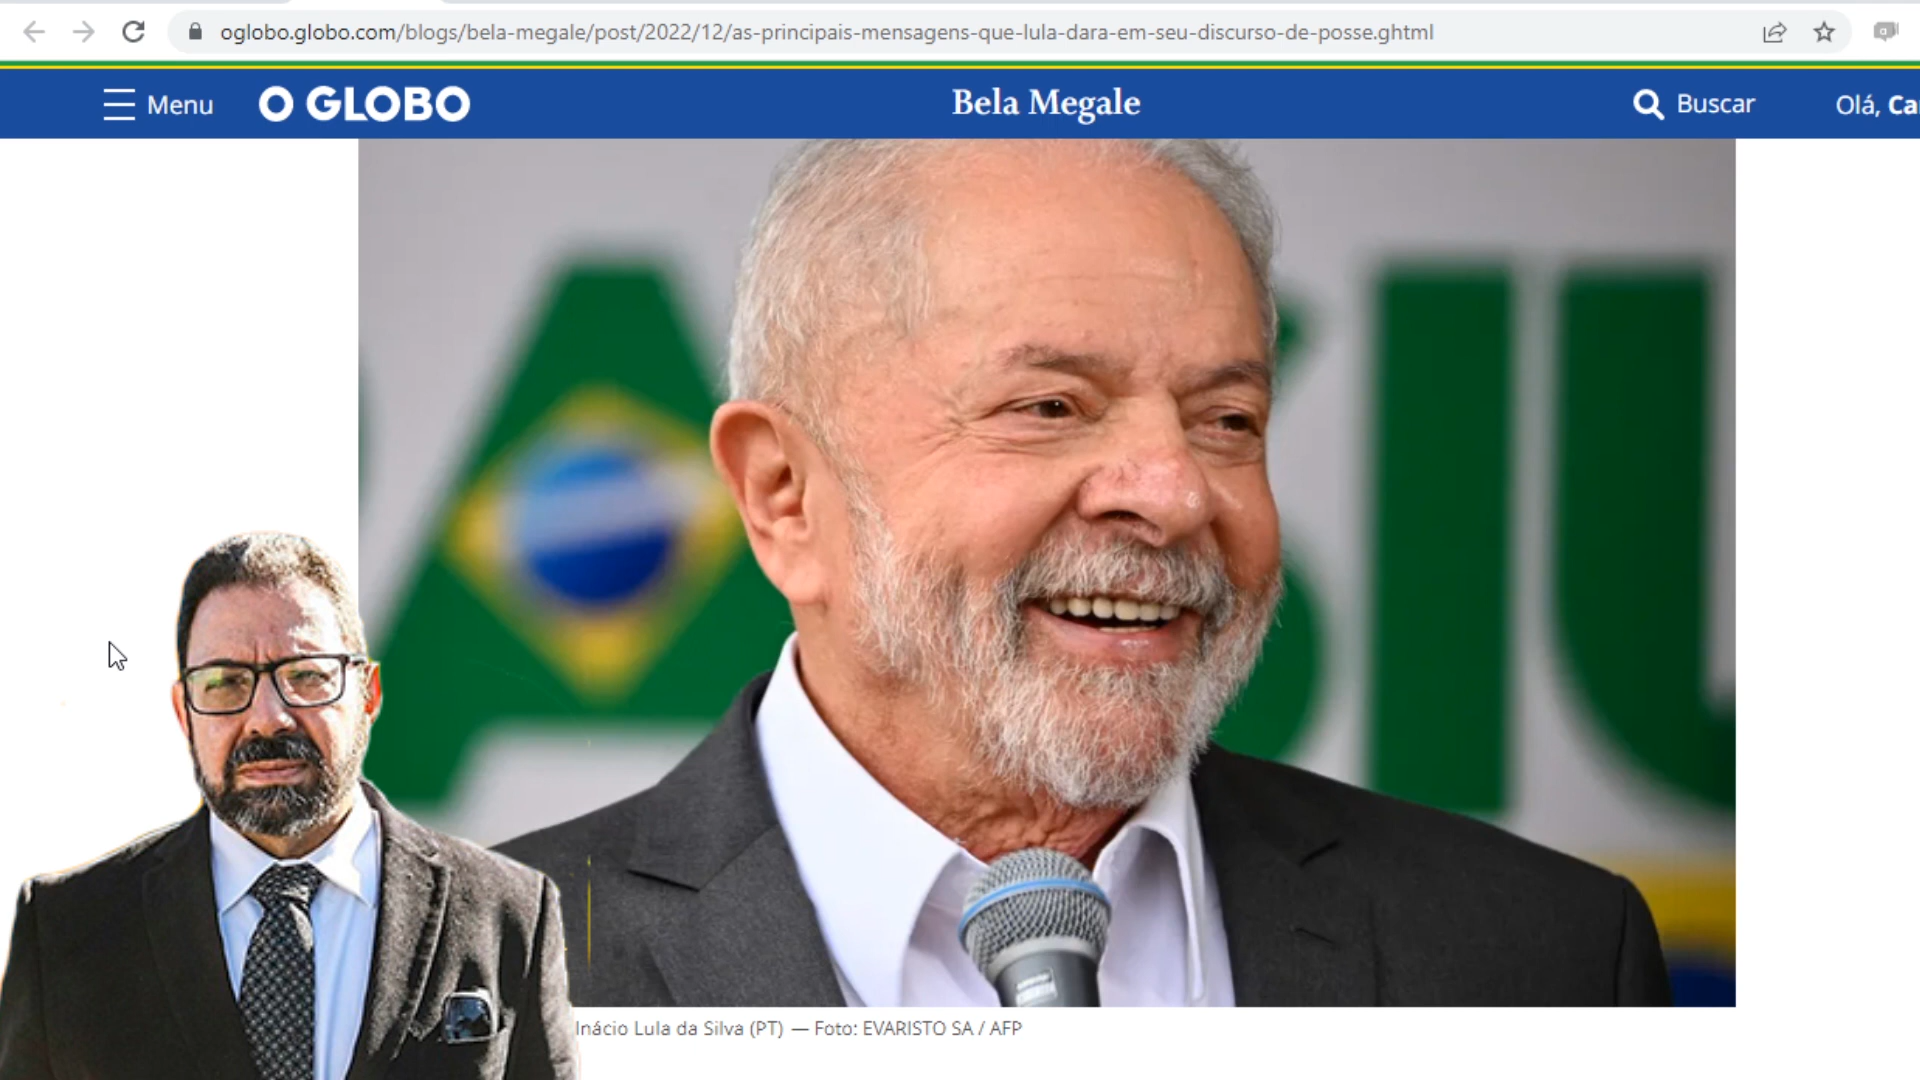 oglobo.globo.com/blogs/bela-megale/post/2022/12/as-principais-mensagens-que-lula-dara-em-seu-discurso-de-posse.ghtml
Menu
O GLOBO
Bela Megale
Buscar
Olá, Ca
Inácio Lula da Silva (PT) — Foto: EVARISTO SA / AFP